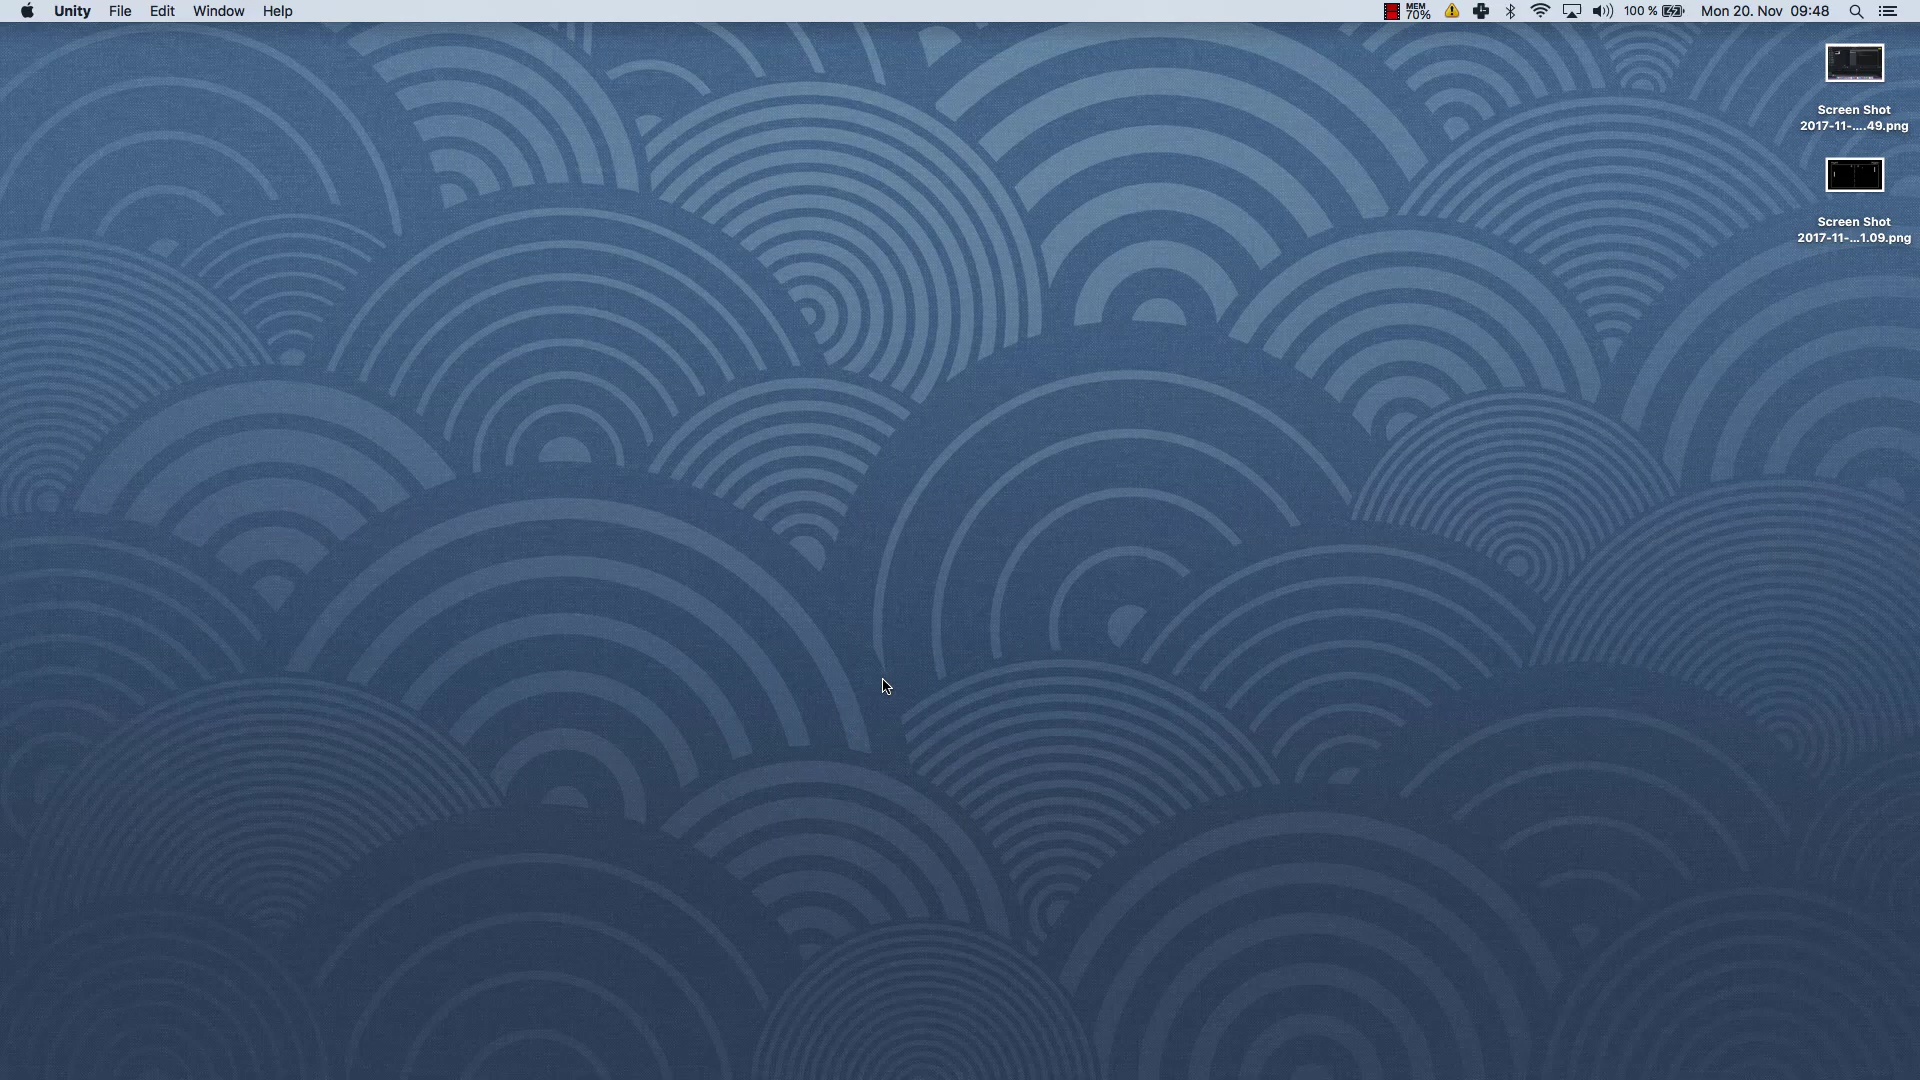 Unity File Edit Window Help
MEM
70%
100 %
Mon 20. Nov 09:48
Screen Shot
2017-11-....49.png
Screen Shot
2017-11-...1.09.png